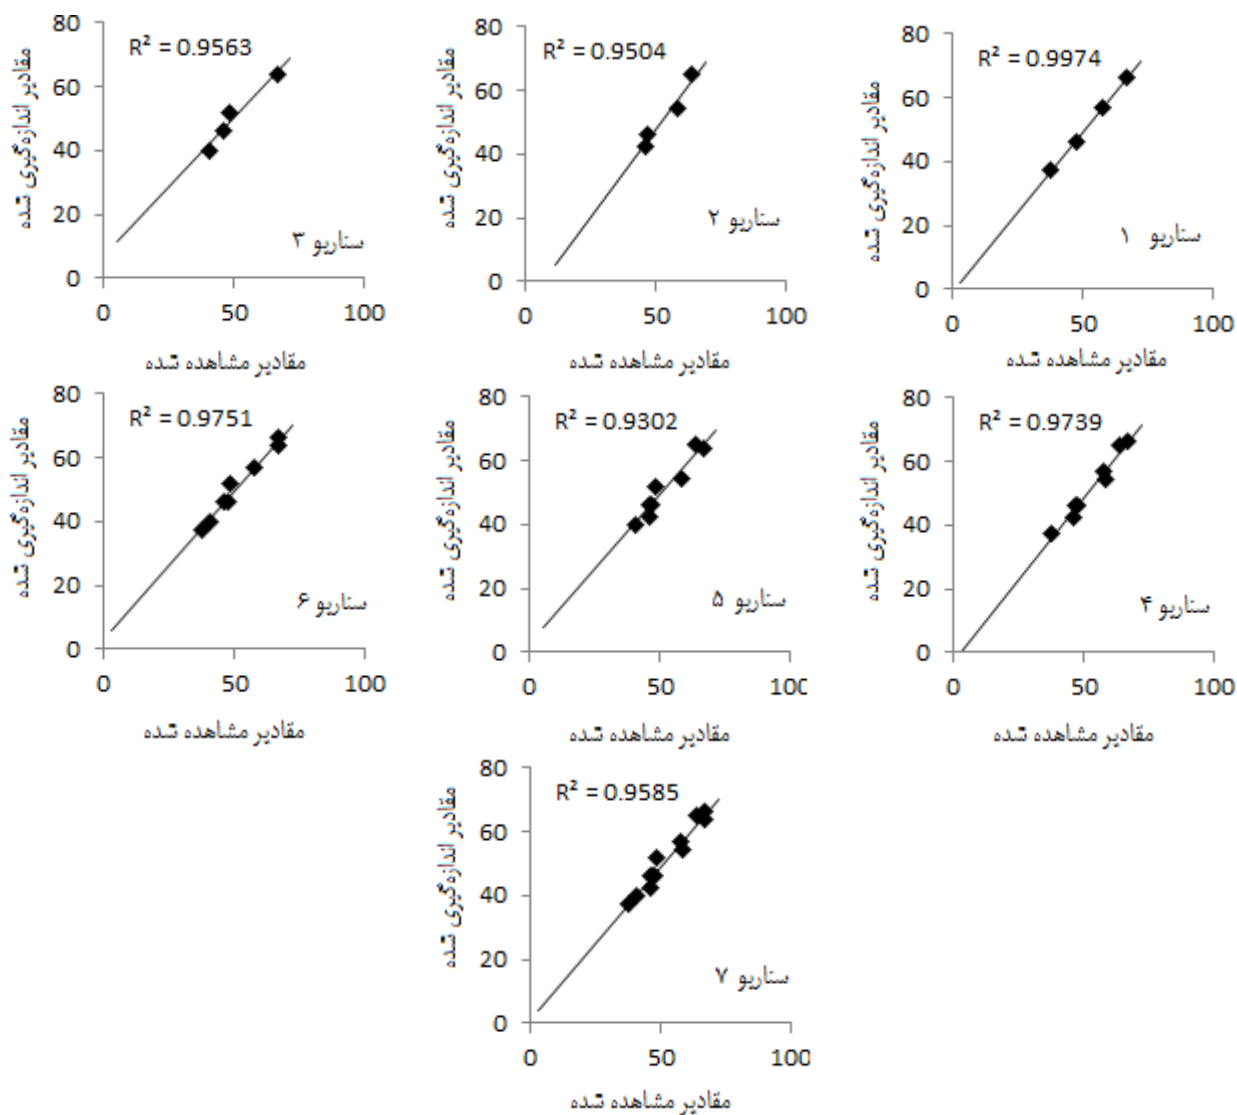 80
60
40
20
0
R² = 0.9974
مقادیر اندازه‌گیری شده
سناریو ۱
0 50 100
مقادیر مشاهده شده
80
60
40
20
0
R² = 0.9504
مقادیر اندازه‌گیری شده
سناریو ۲
0 50 100
مقادیر مشاهده شده
80
60
40
20
0
R² = 0.9563
مقادیر اندازه‌گیری شده
سناریو ۳
0 50 100
مقادیر مشاهده شده
80
60
40
20
0
R² = 0.9739
مقادیر اندازه‌گیری شده
سناریو ۴
0 50 100
مقادیر مشاهده شده
80
60
40
20
0
R² = 0.9302
مقادیر اندازه‌گیری شده
سناریو ۵
0 50 100
مقادیر مشاهده شده
80
60
40
20
0
R² = 0.9751
مقادیر اندازه‌گیری شده
سناریو ۶
0 50 100
مقادیر مشاهده شده
80
60
40
20
0
R² = 0.9585
مقادیر اندازه‌گیری شده
سناریو ۷
0 50 100
مقادیر مشاهده شده